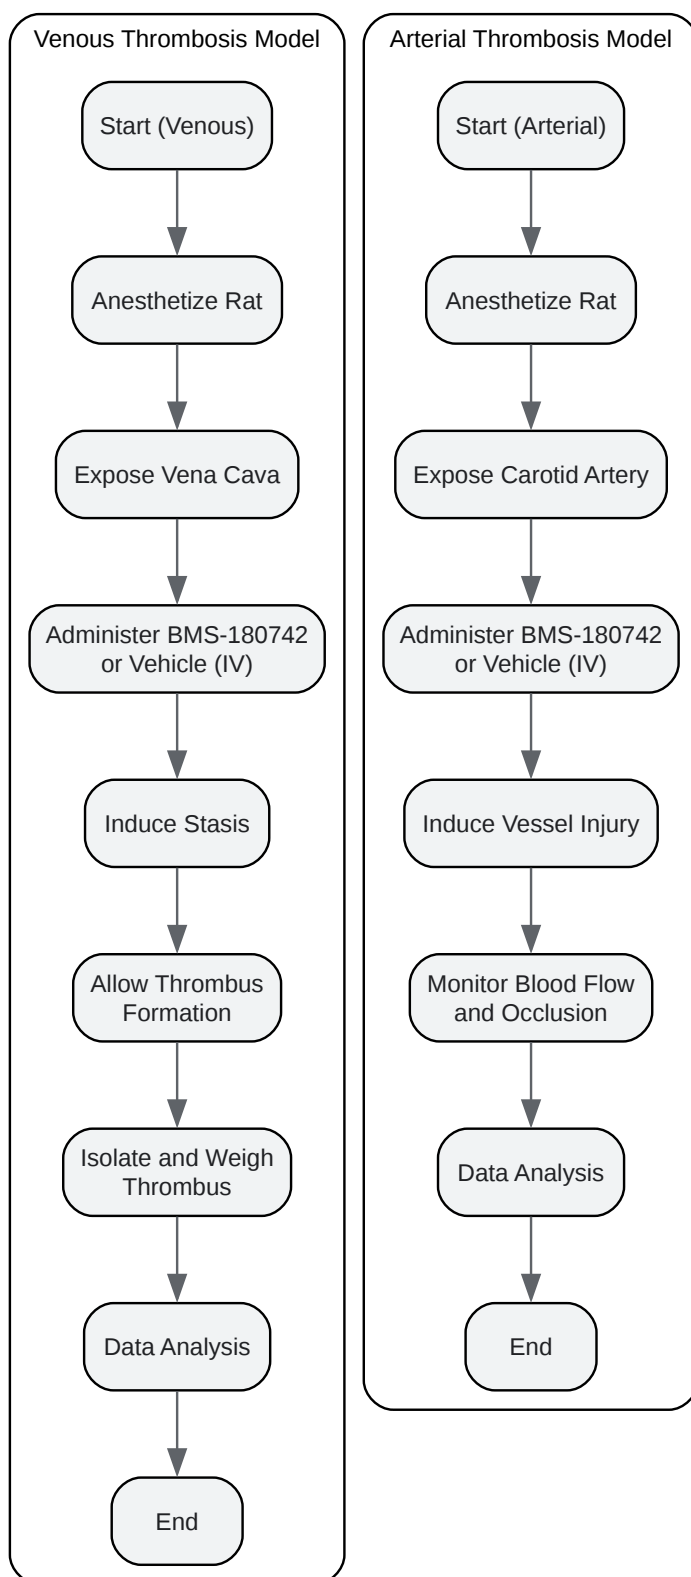 Venous Thrombosis Model
Start (Venous)
Anesthetize Rat
Expose Vena Cava
Administer BMS-180742
or Vehicle (IV)
Induce Stasis
Allow Thrombus
Formation
Isolate and Weigh
Thrombus
Data Analysis
End
Arterial Thrombosis Model
Start (Arterial)
Anesthetize Rat
Expose Carotid Artery
Administer BMS-180742
or Vehicle (IV)
Induce Vessel Injury
Monitor Blood Flow
and Occlusion
Data Analysis
End